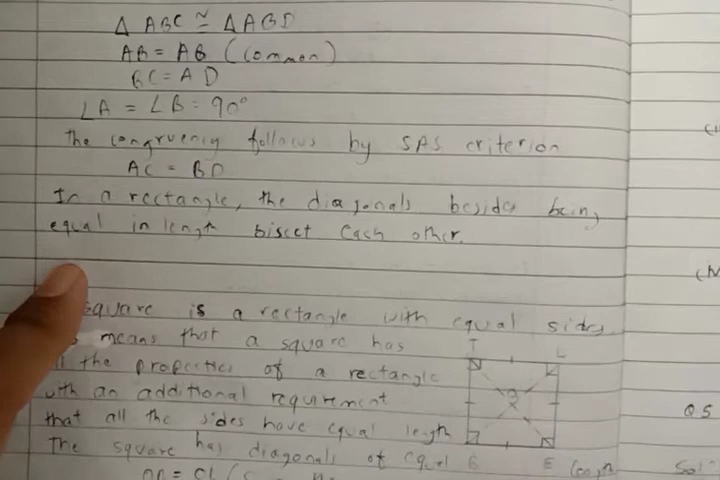 Δ ABC ≅ Δ ABD
AB = AB (common)
BC = AD
∠A = ∠B = 90°
The congruency follows by SAS criterion
AC = BD
In a rectangle, the diagonals besides being
equal in length bisect each other.
square is a rectangle with equal sides
means that a square has
the properties of a rectangle
with an additional requirement
that all the sides have equal length
The square has diagonals of equal
T L
O
B E
Q5